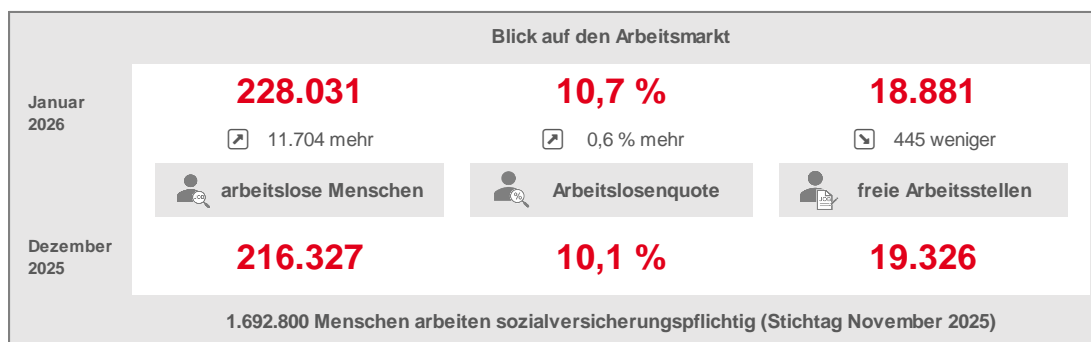 Blick auf den Arbeitsmarkt
Januar
2026
228.031
10,7 %
18.881
11.704 mehr
0,6 % mehr
445 weniger
arbeitslose Menschen
Arbeitslosenquote
freie Arbeitsstellen
Dezember
2025
216.327
10,1 %
19.326
1.692.800 Menschen arbeiten sozialversicherungspflichtig (Stichtag November 2025)